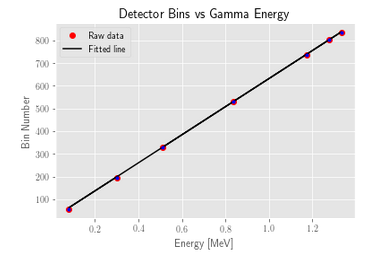 Detector Bins vs Gamma Energy
Raw data
Fitted line
Bin Number
800
700
600
500
400
300
200
100
0.2 0.4 0.6 0.8 1.0 1.2
Energy [MeV]